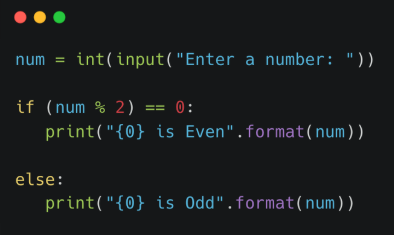 num = int(input("Enter a number: "))
if (num % 2) == 0:
   print("{0} is Even".format(num))
else:
   print("{0} is Odd".format(num))